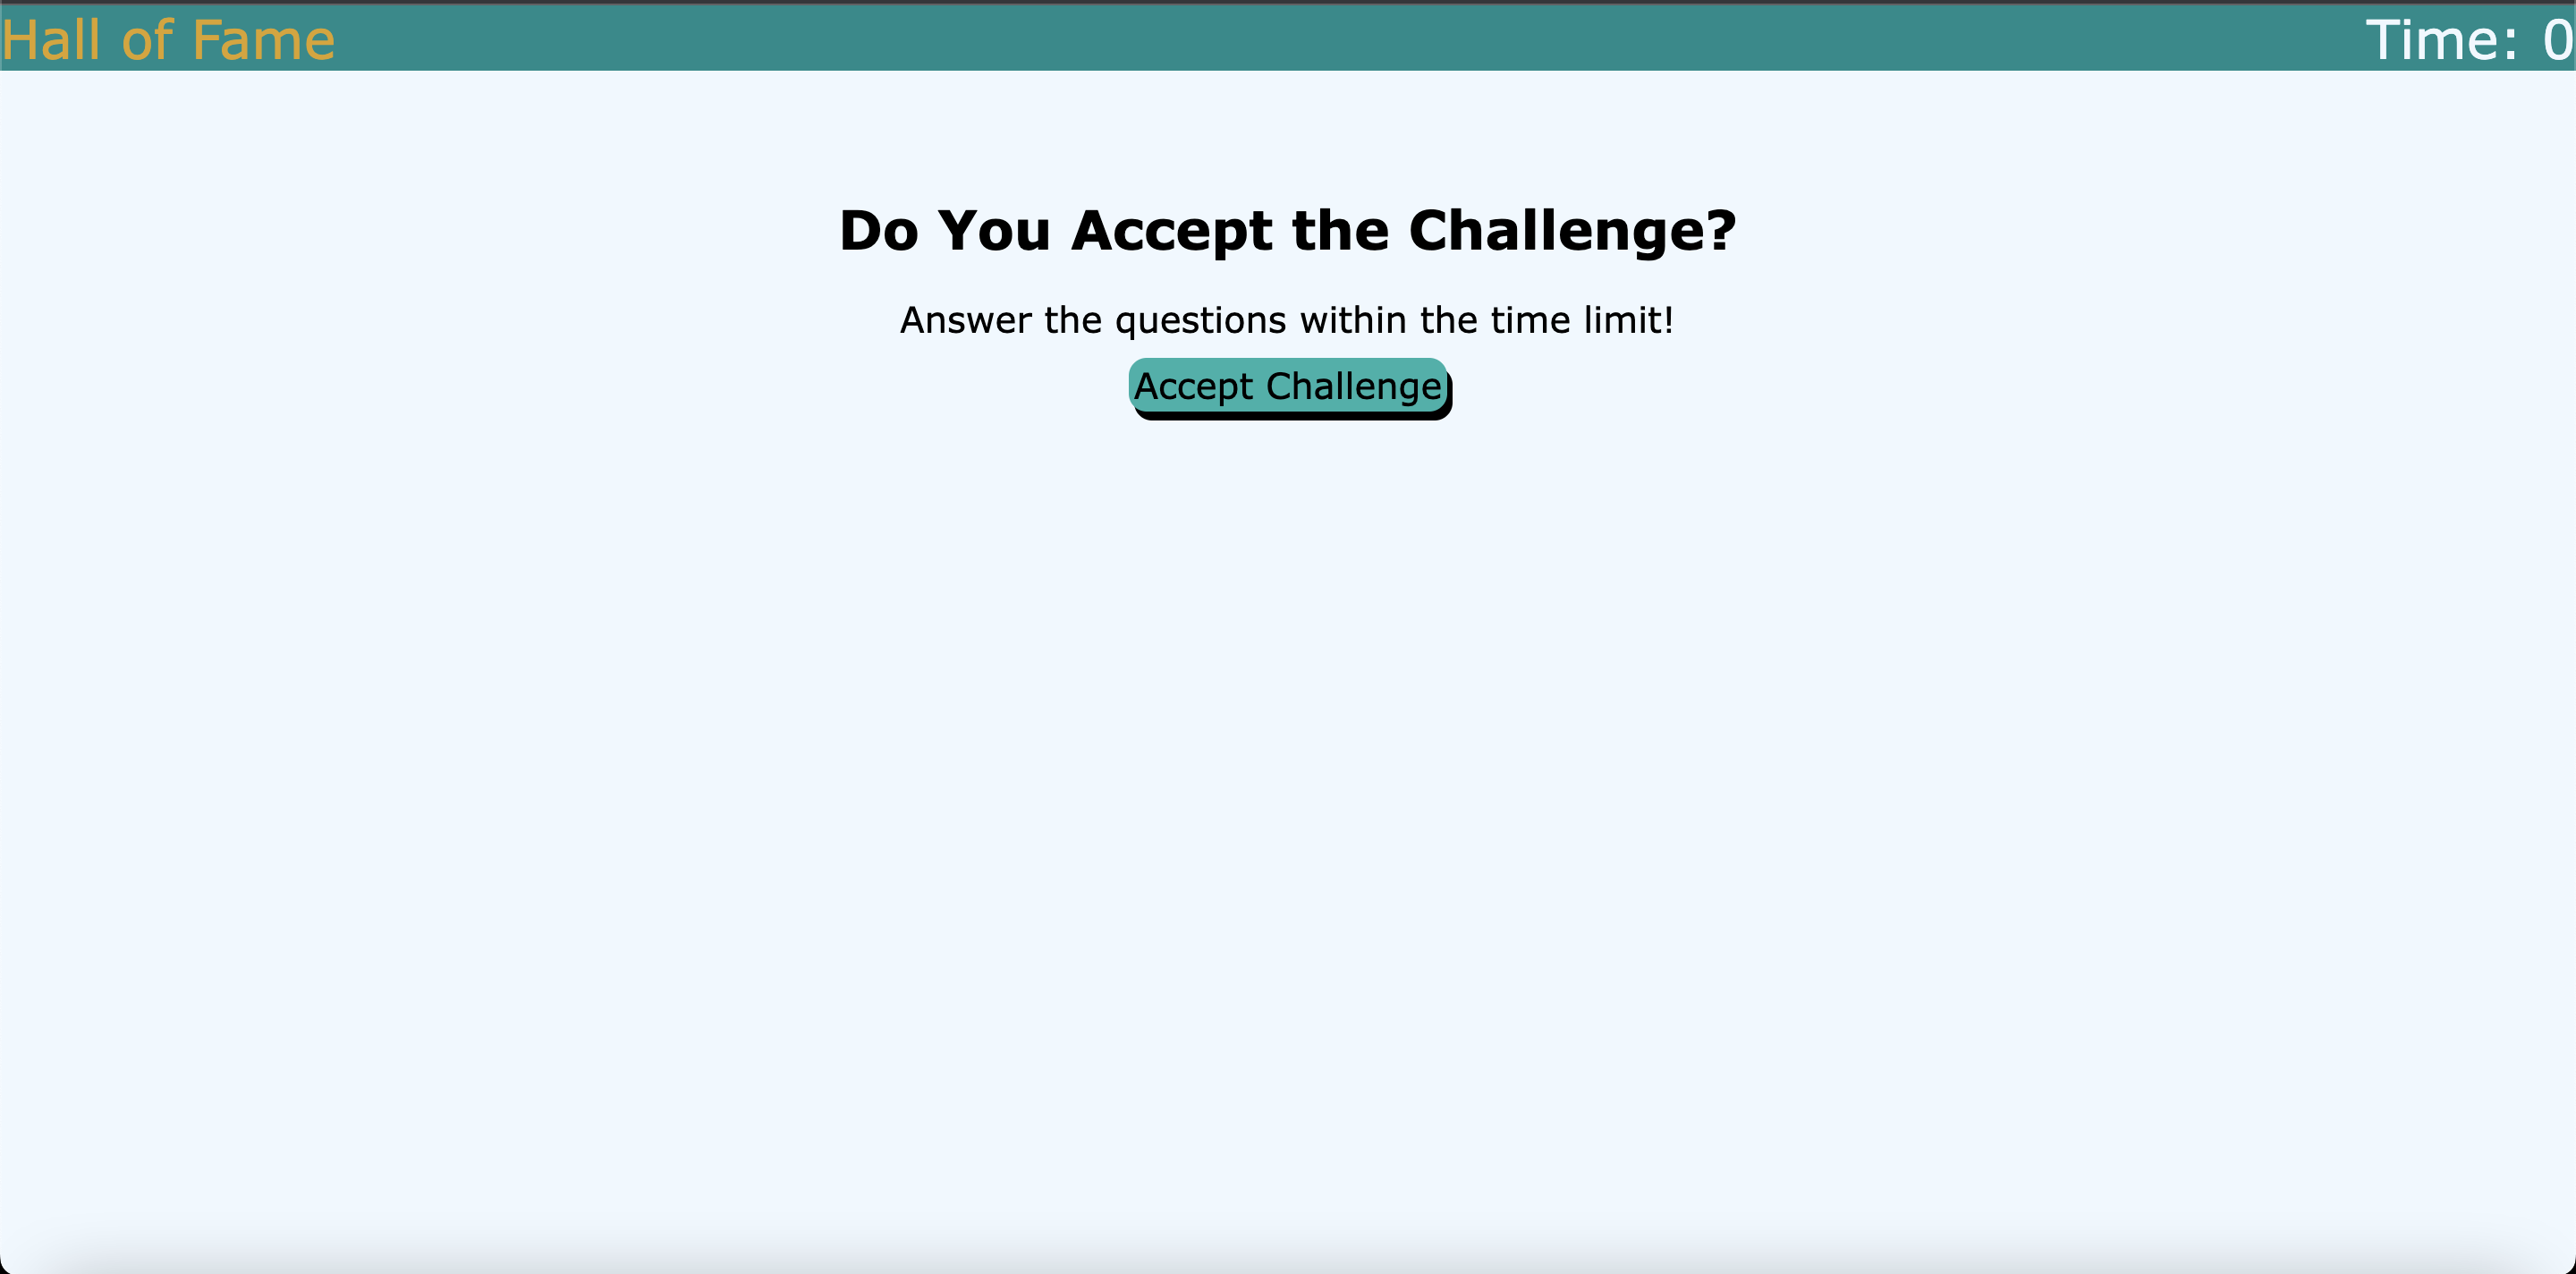 Hall of Fame
Time: 0
Do You Accept the Challenge?
Answer the questions within the time limit!
Accept Challenge